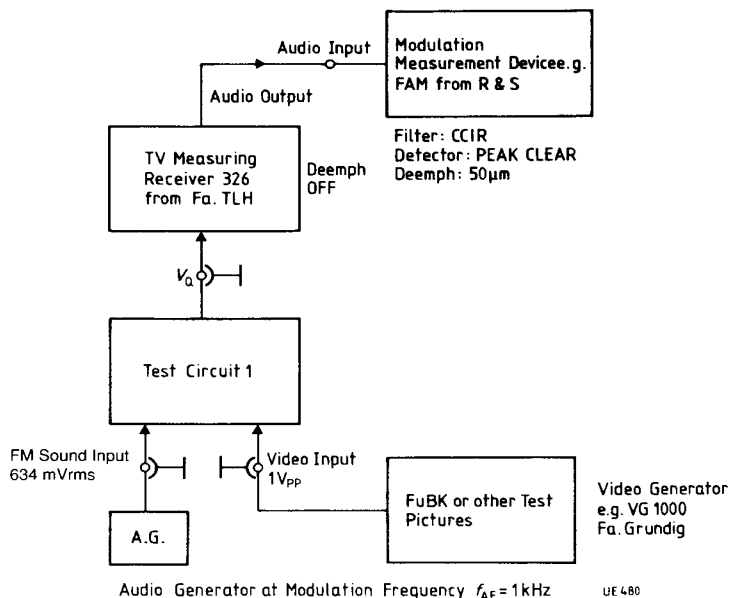 Audio Input
Modulation
Measurement Devicee.g.
FAM from R & S
Audio Output
Filter: CCIR
Detector: PEAK CLEAR
Deemph: 50µm
TV Measuring
Receiver 326
from Fa. TLH
Deemph
OFF
VQ
Test Circuit 1
FM Sound Input
634 mVrms
Video Input
1VPP
A.G.
FuBK or other Test
Pictures
Video Generator
e.g. VG 1000
Fa. Grundig
Audio Generator at Modulation Frequency fAF = 1kHz
UE 480